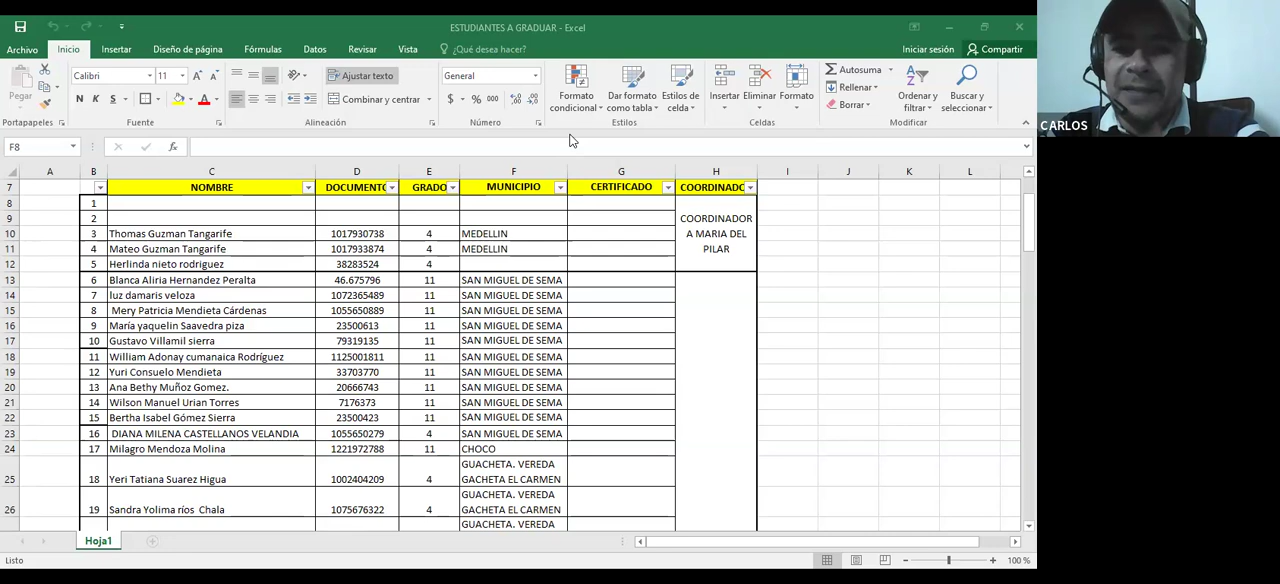 ESTUDIANTES A GRADUAR - Excel
Archivo Inicio Insertar Diseño de página Fórmulas Datos Revisar Vista ¿Qué desea hacer? Iniciar sesión Compartir
Pegar
Calibri 11
N K S
Ajustar texto
Combinar y centrar
General
$ % 000
Formato condicional
Dar formato como tabla
Estilos de celda
Insertar Eliminar Formato
Autosuma
Rellenar
Borrar
Ordenar y filtrar
Buscar y seleccionar
Portapapeles Fuente Alineación Número Estilos Celdas Modificar
CARLOS
F8 fx
A B C D E F G H I J K L
7 NOMBRE DOCUMENTO GRADO MUNICIPIO CERTIFICADO COORDINADO
8 1
9 2
10 3 Thomas Guzman Tangarife 1017930738 4 MEDELLIN
11 4 Mateo Guzman Tangarife 1017933874 4 MEDELLIN
12 5 Herlinda nieto rodriguez 38283524 4
COORDINADOR
A MARIA DEL
PILAR
13 6 Blanca Aliria Hernandez Peralta 46.675796 11 SAN MIGUEL DE SEMA
14 7 luz damaris veloza 1072365489 11 SAN MIGUEL DE SEMA
15 8 Mery Patricia Mendieta Cárdenas 1055650889 11 SAN MIGUEL DE SEMA
16 9 María yaquelin Saavedra piza 23500613 11 SAN MIGUEL DE SEMA
17 10 Gustavo Villamil sierra 79319135 11 SAN MIGUEL DE SEMA
18 11 William Adonay cumanaica Rodríguez 1125001811 11 SAN MIGUEL DE SEMA
19 12 Yuri Consuelo Mendieta 33703770 11 SAN MIGUEL DE SEMA
20 13 Ana Bethy Muñoz Gomez. 20666743 11 SAN MIGUEL DE SEMA
21 14 Wilson Manuel Urian Torres 7176373 11 SAN MIGUEL DE SEMA
22 15 Bertha Isabel Gómez Sierra 23500423 11 SAN MIGUEL DE SEMA
23 16 DIANA MILENA CASTELLANOS VELANDIA 1055650279 4 SAN MIGUEL DE SEMA
24 17 Milagro Mendoza Molina 1221972788 11 CHOCO
GUACHETA. VEREDA
25 18 Yeri Tatiana Suarez Higua 1002404209 4 GACHETA EL CARMEN
GUACHETA. VEREDA
26 19 Sandra Yolima ríos Chala 1075676322 4 GACHETA EL CARMEN
GUACHETA. VEREDA
Hoja1
Listo 100 %